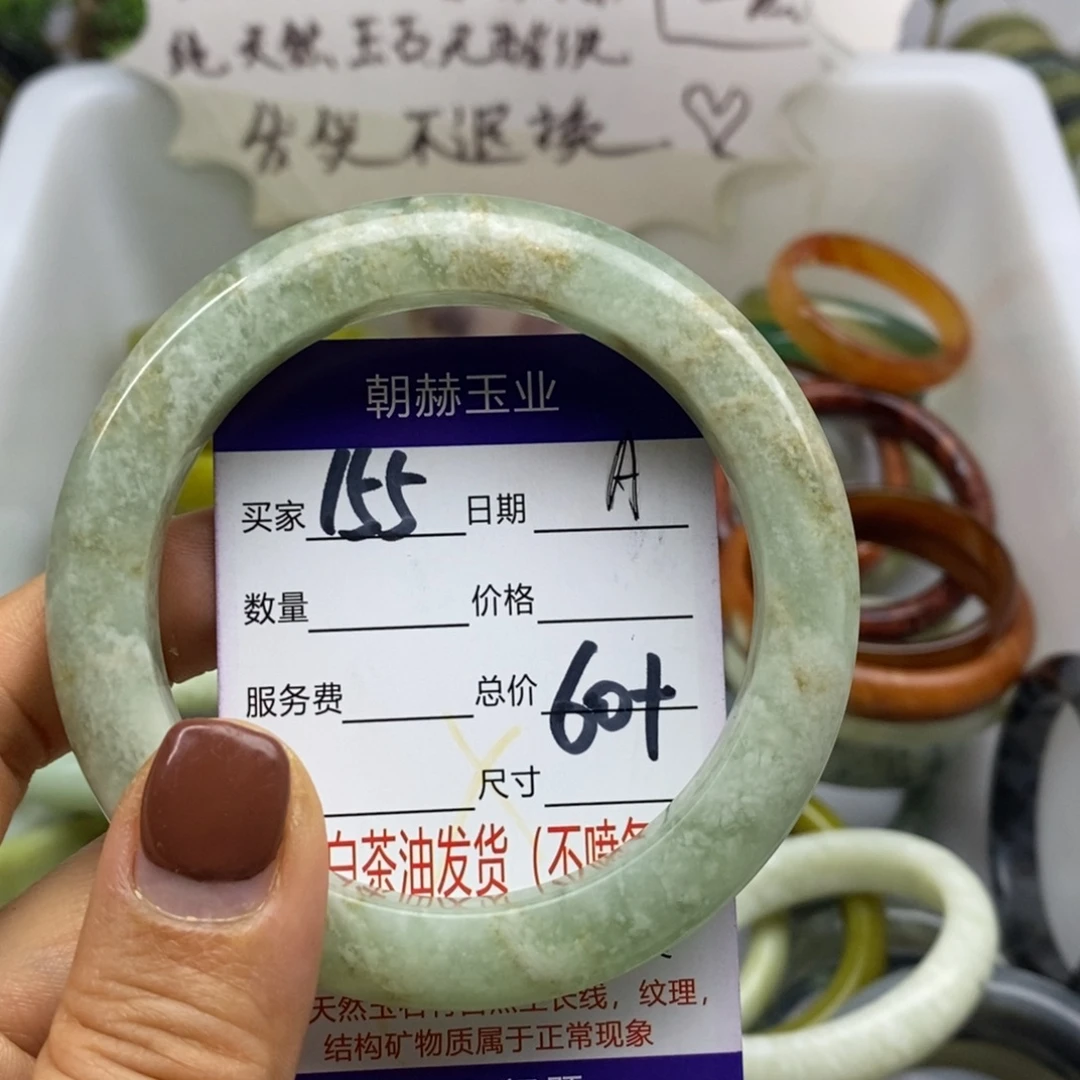 纯天然玉石无酸洗
售出不退换
朝赫玉业
买家 155 日期 A
数量 价格
服务费 总价 60+
尺寸
白茶油发货（不喷
天然玉石有自然生长线，纹理，
结构矿物质属于正常现象